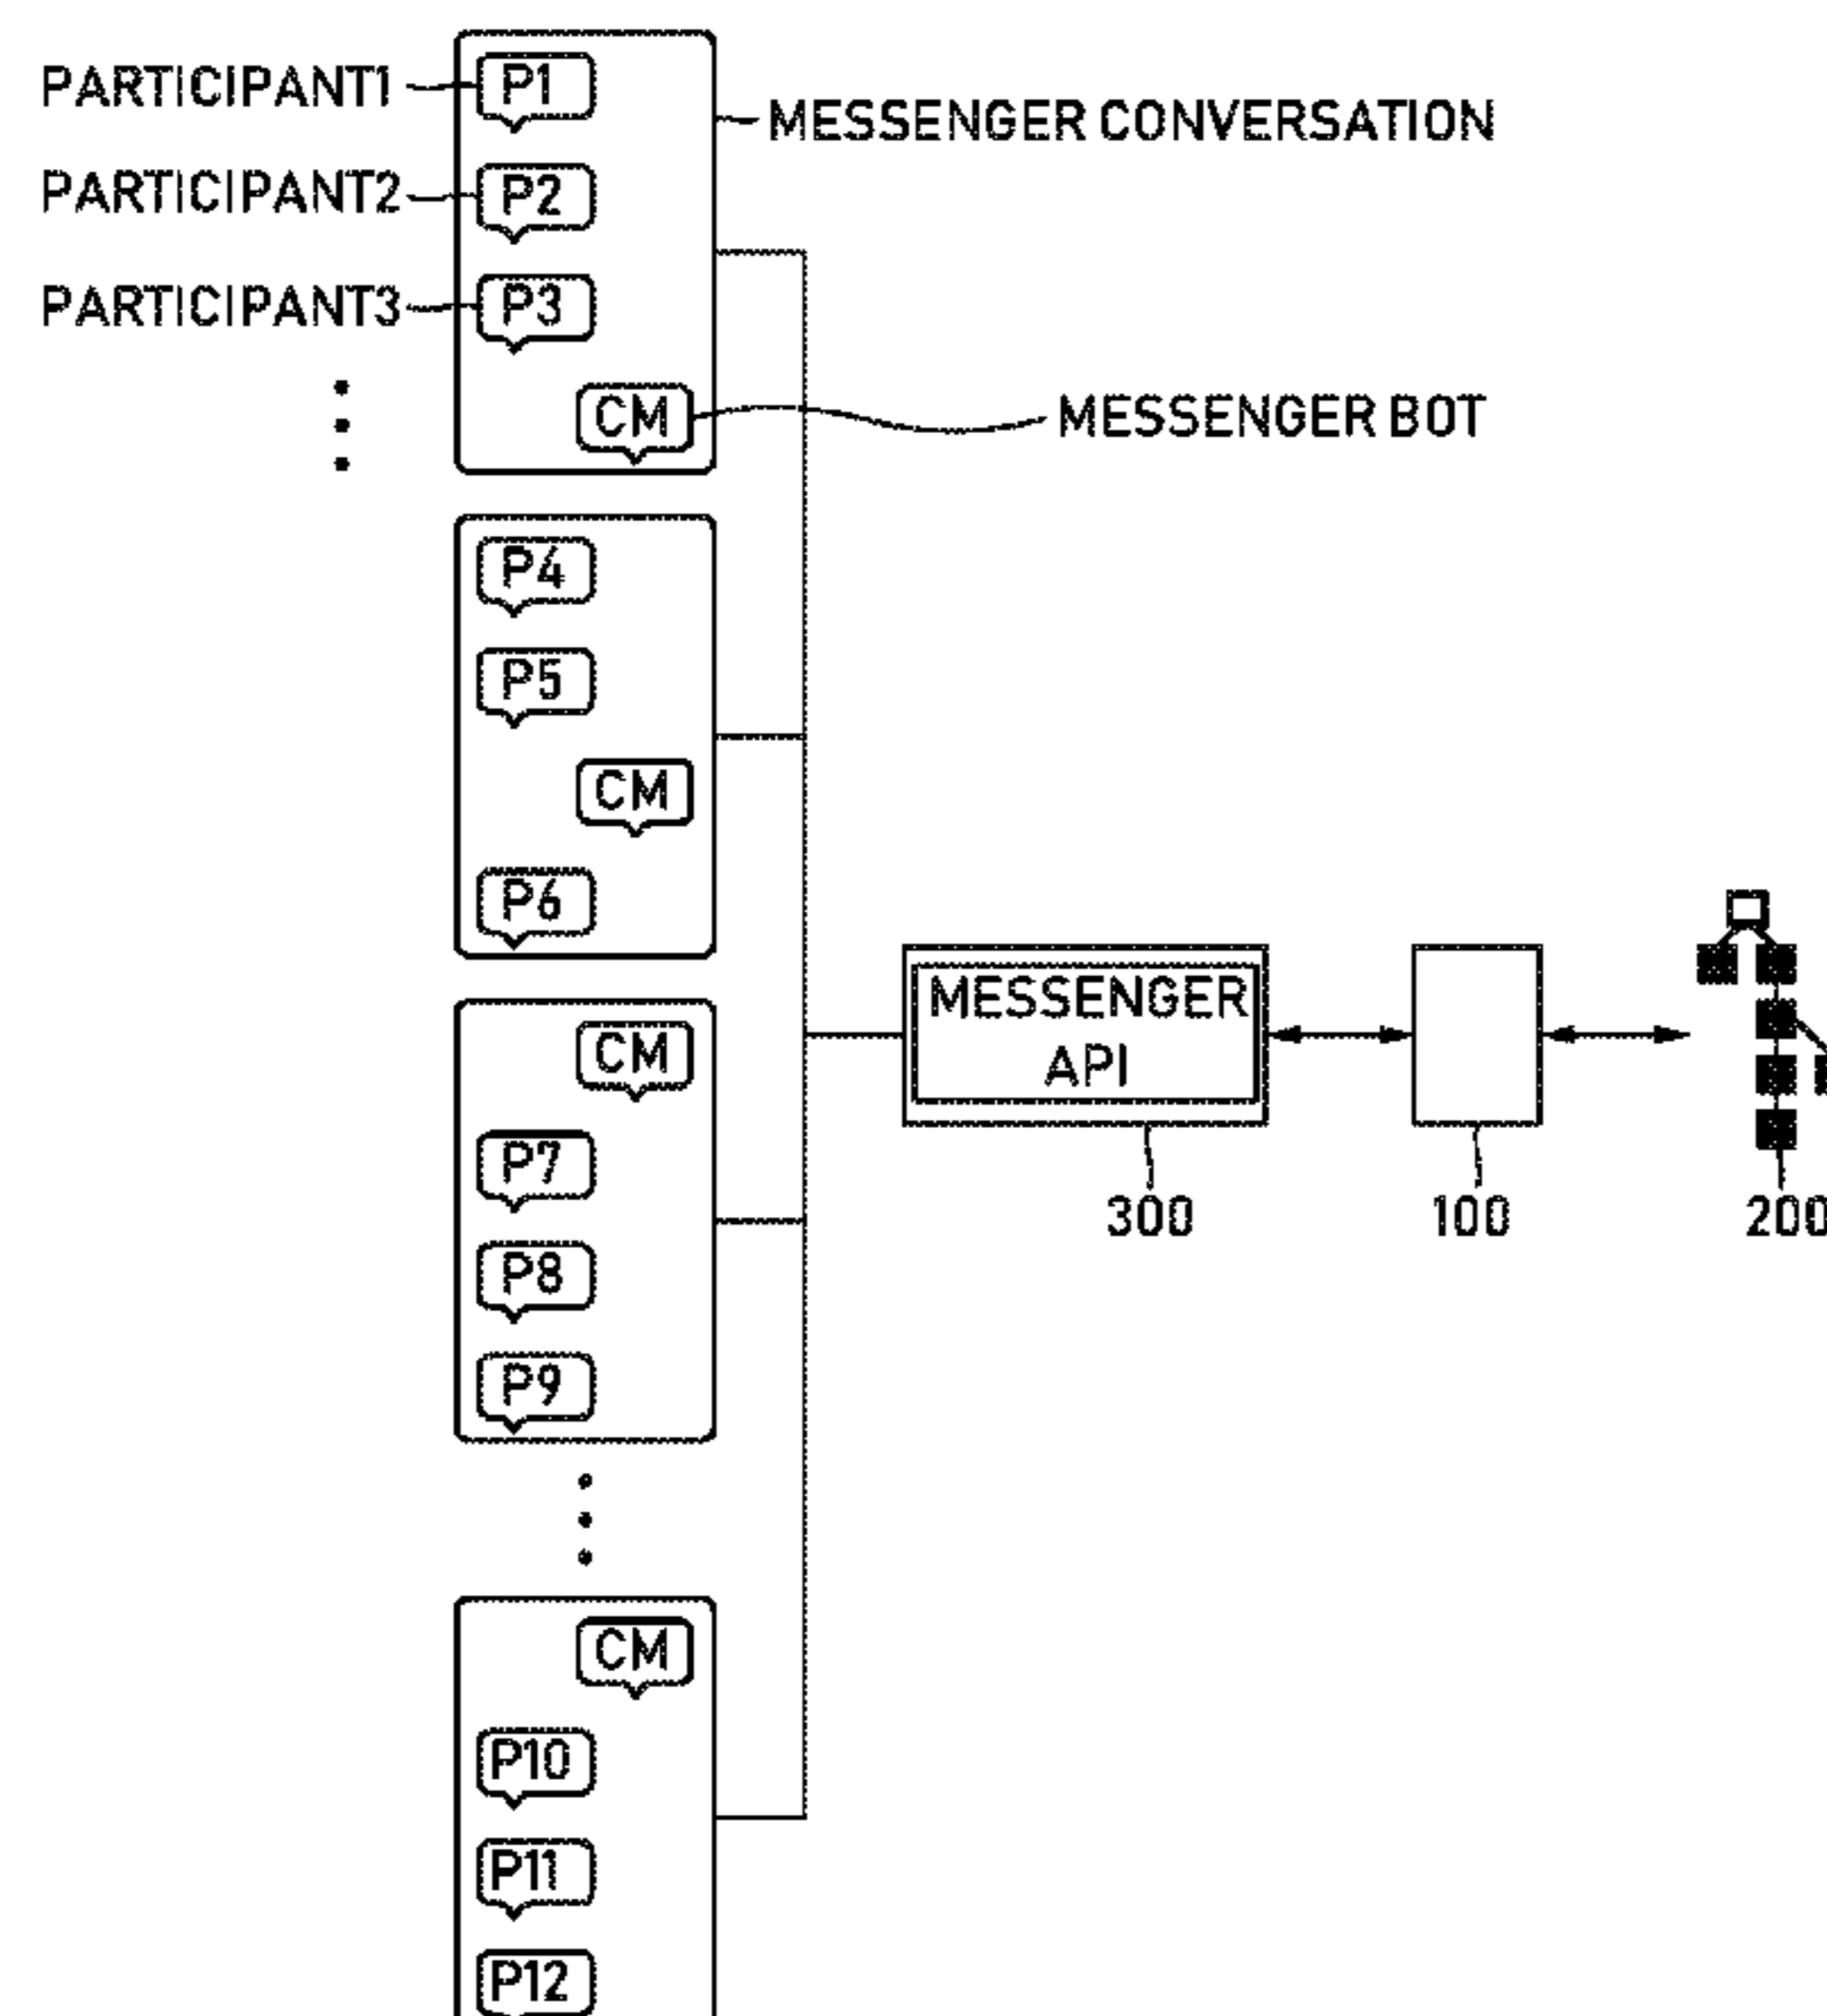 PARTICIPANT1
P1
MESSENGER CONVERSATION
PARTICIPANT2
P2
PARTICIPANT3
P3
CM
MESSENGER BOT
P4
P5
CM
P6
CM
MESSENGER
API
P7
300
100
200
P8
P9
CM
P10
P11
P12